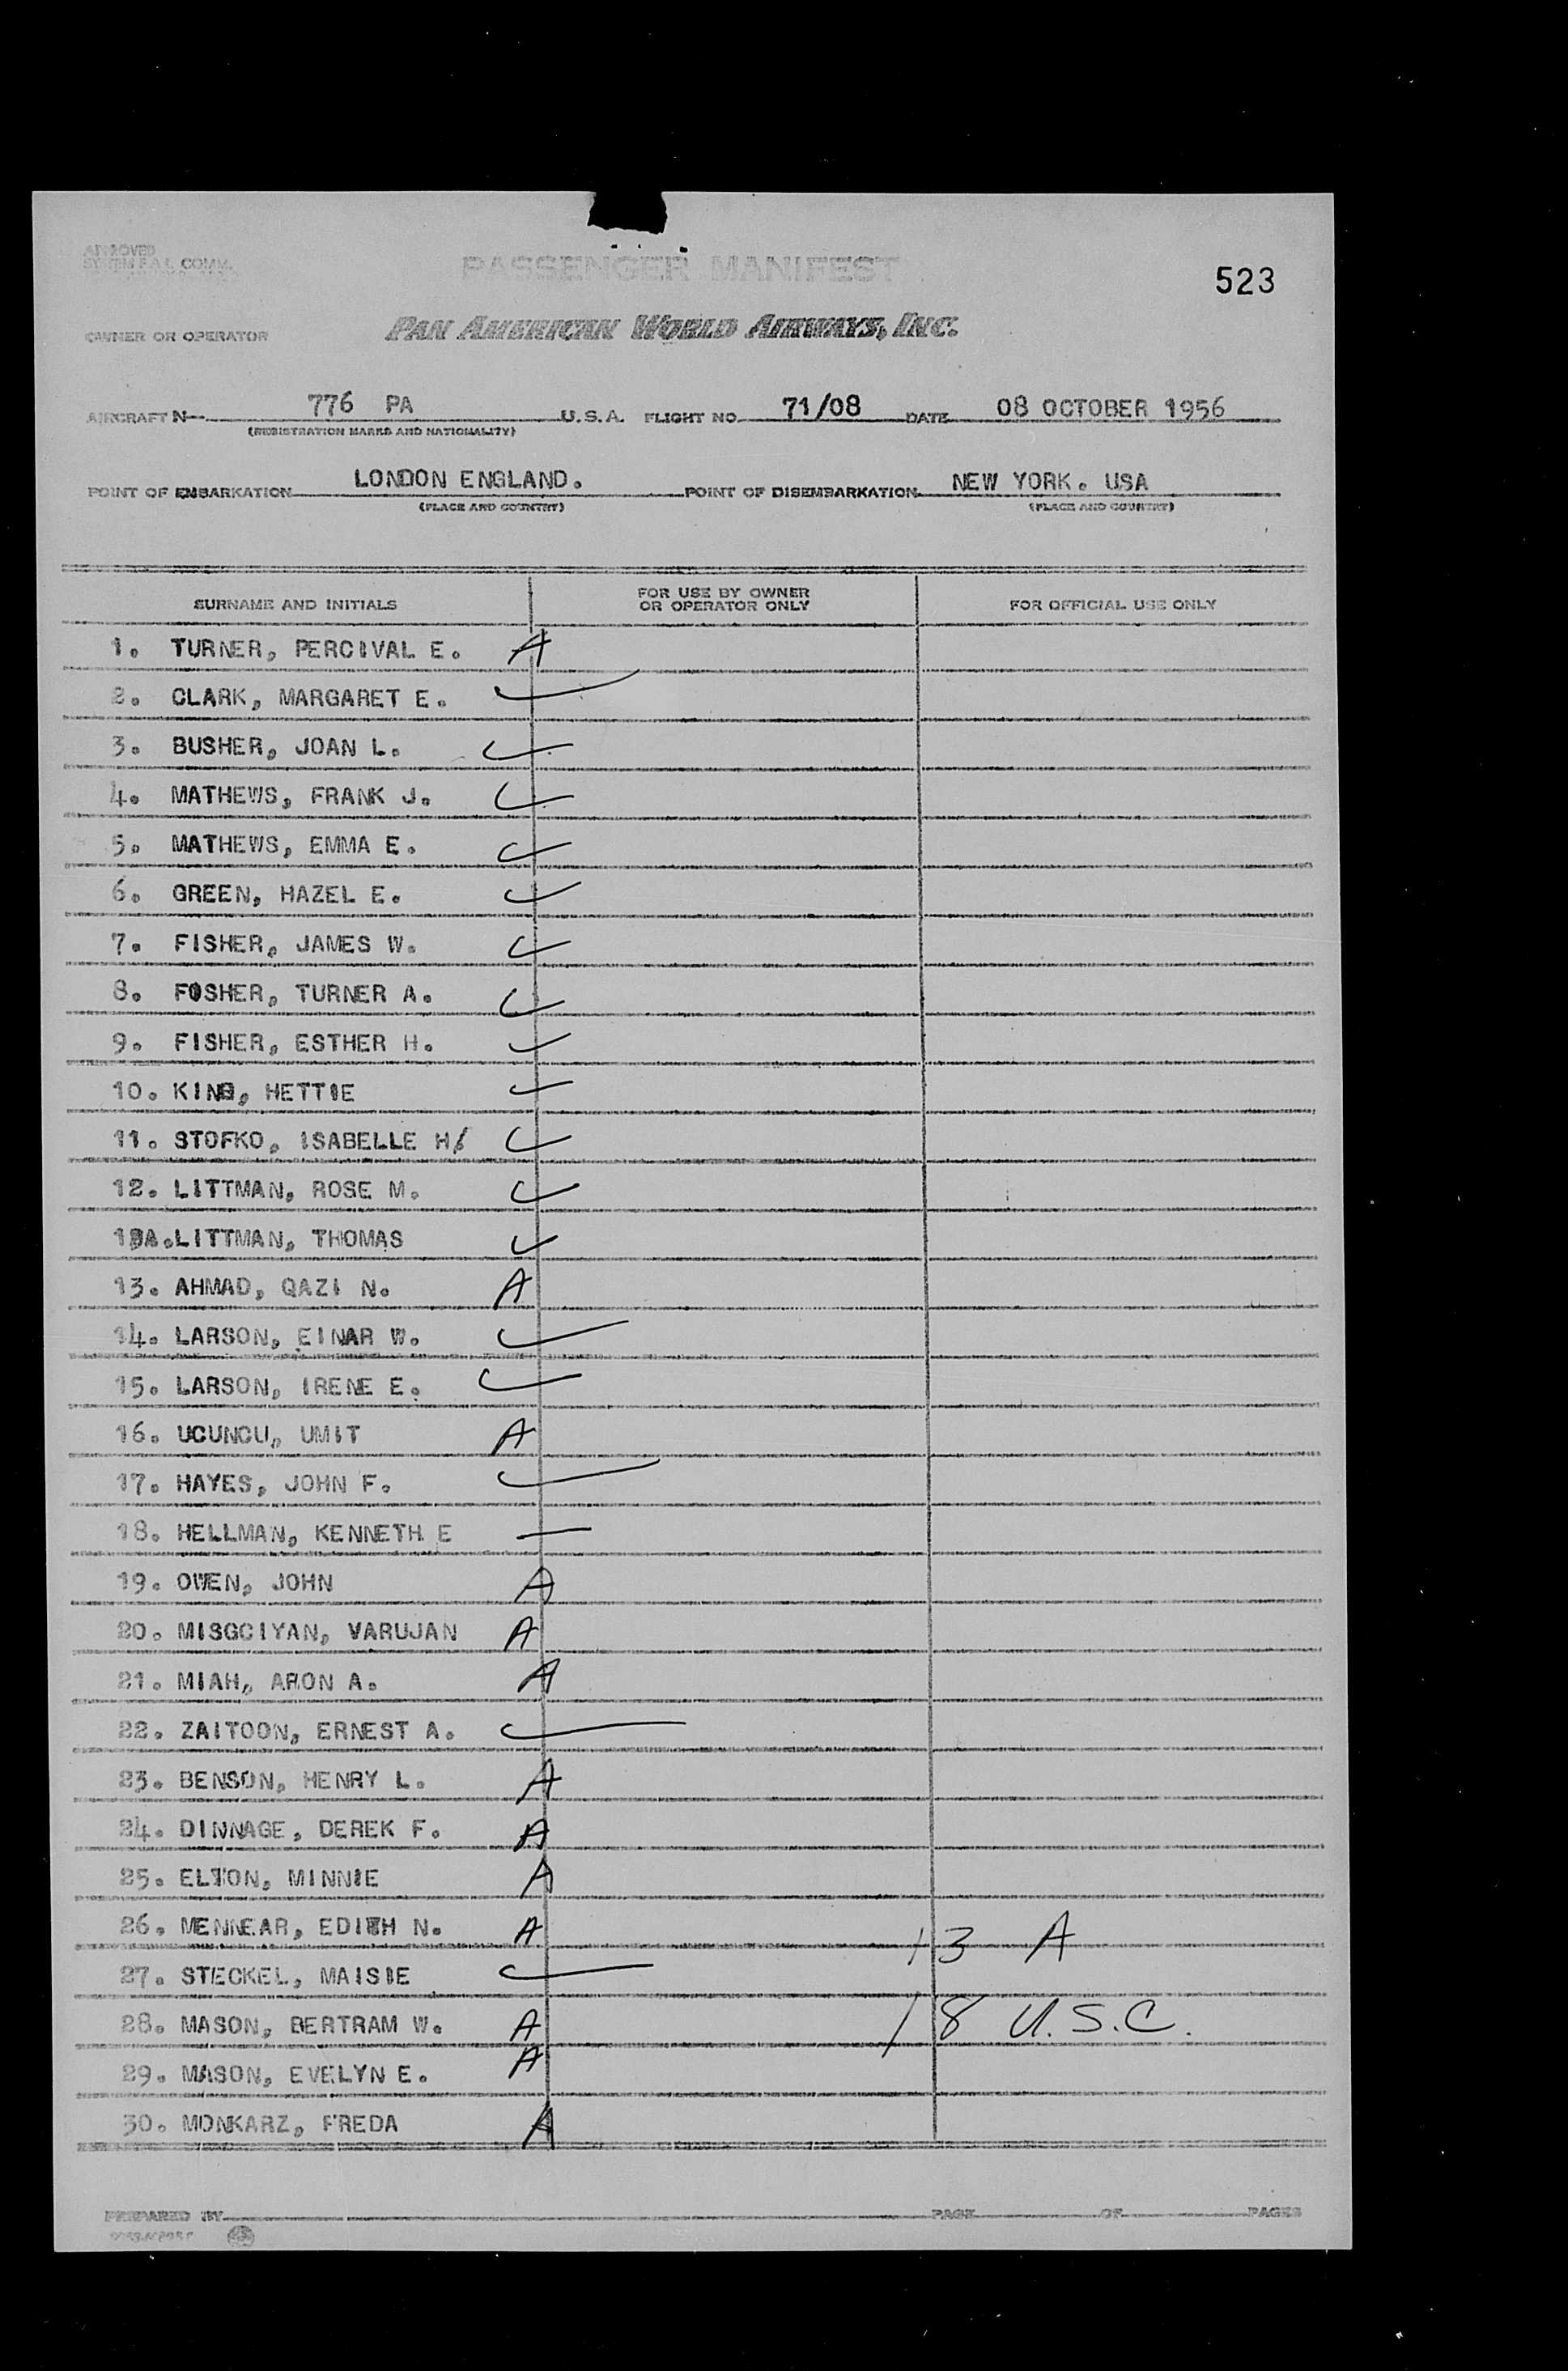 APPROVED
SYSTEM F.A.L. COMM.
PASSENGER MANIFEST
523
OWNER OR OPERATOR PAN AMERICAN WORLD AIRWAYS, INC.
AIRCRAFT N 776 PA U.S.A. FLIGHT NO. 71/08 DATE 08 OCTOBER 1956
(REGISTRATION MARKS AND NATIONALITY)
POINT OF EMBARKATION LONDON ENGLAND. POINT OF DISEMBARKATION NEW YORK. USA
(PLACE AND COUNTRY) (PLACE AND COUNTRY)
SURNAME AND INITIALS FOR USE BY OWNER OR OPERATOR ONLY FOR OFFICIAL USE ONLY
1. TURNER, PERCIVAL E. A
2. CLARK, MARGARET E. ✓
3. BUSHER, JOAN L. ✓
4. MATHEWS, FRANK J. ✓
5. MATHEWS, EMMA E. ✓
6. GREEN, HAZEL E. ✓
7. FISHER, JAMES W. ✓
8. FOSHER, TURNER A. ✓
9. FISHER, ESTHER H. ✓
10. KING, HETTIE ✓
11. STOFKO, ISABELLE H. ✓
12. LITTMAN, ROSE M. ✓
12A. LITTMAN, THOMAS ✓
13. AHMAD, QAZI N. A
14. LARSON, EINAR W. ✓
15. LARSON, IRENE E. ✓
16. UCUNCU, UMIT A
17. HAYES, JOHN F. ✓
18. HELLMAN, KENNETH E —
19. OWEN, JOHN A
20. MISGCIYAN, VARUJAN A
21. MIAH, ARON A. A
22. ZAITOON, ERNEST A. ✓
23. BENSON, HENRY L. A
24. DINNAGE, DEREK F. A
25. ELTON, MINNIE A
26. MENNEAR, EDITH N. A 13 A
27. STECKEL, MAISIE ✓
28. MASON, BERTRAM W. A 18 U.S.C.
29. MASON, EVELYN E. A
30. MONKARZ, FREDA A
PREPARED BY PAGE OF PAGES